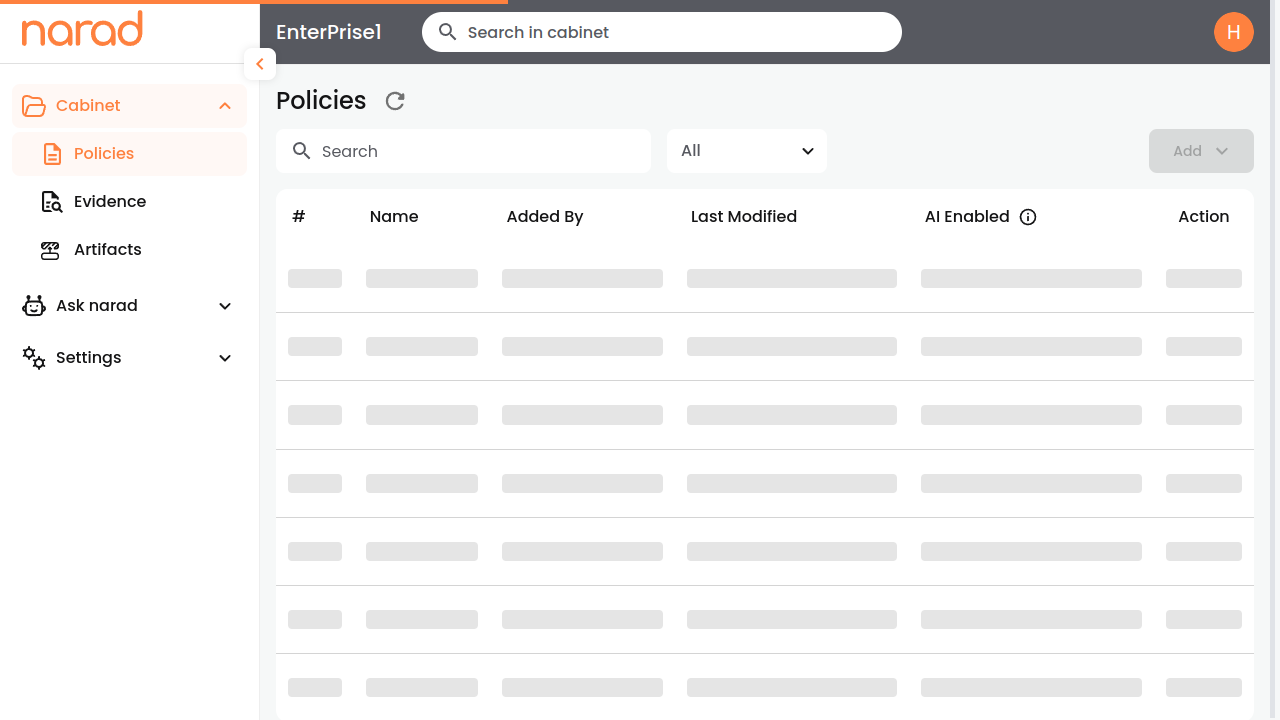 narad
EnterPrise1
Search in cabinet
H
Cabinet
Policies
Evidence
Artifacts
Ask narad
Settings
Policies
Search
All
Add
# Name Added By Last Modified AI Enabled Action